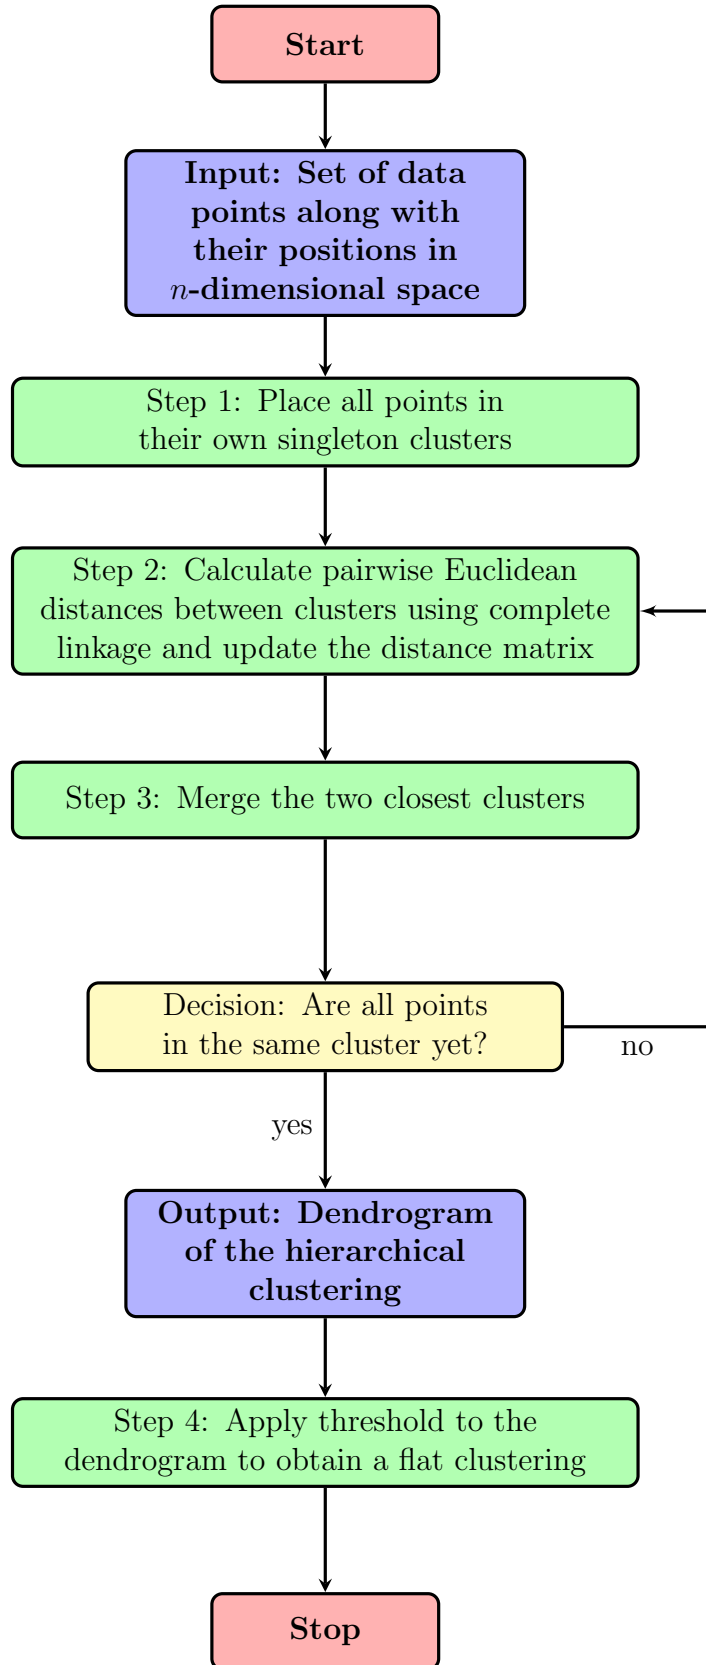 Start
Input: Set of data
points along with
their positions in
n-dimensional space
Step 1: Place all points in
their own singleton clusters
Step 2: Calculate pairwise Euclidean
distances between clusters using complete
linkage and update the distance matrix
Step 3: Merge the two closest clusters
Decision: Are all points
in the same cluster yet?
no
yes
Output: Dendrogram
of the hierarchical
clustering
Step 4: Apply threshold to the
dendrogram to obtain a flat clustering
Stop